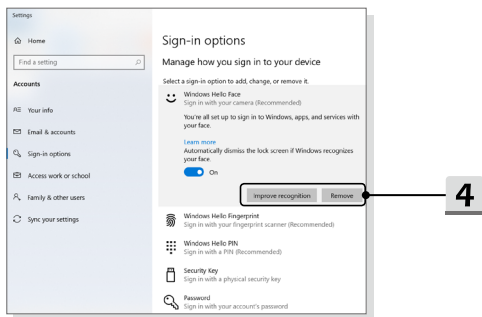 Settings
Home
Find a setting
Accounts
Your info
Email & accounts
Sign-in options
Access work or school
Family & other users
Sync your settings
Sign-in options
Manage how you sign in to your device
Select a sign-in option to add, change, or remove it.
Windows Hello Face
Sign in with your camera (Recommended)
You're all set up to sign in to Windows, apps, and services with
your face.
Learn more
Automatically dismiss the lock screen if Windows recognizes
your face.
On
Improve recognition Remove
4
Windows Hello Fingerprint
Sign in with your fingerprint scanner (Recommended)
Windows Hello PIN
Sign in with a PIN (Recommended)
Security Key
Sign in with a physical security key
Password
Sign in with your account's password